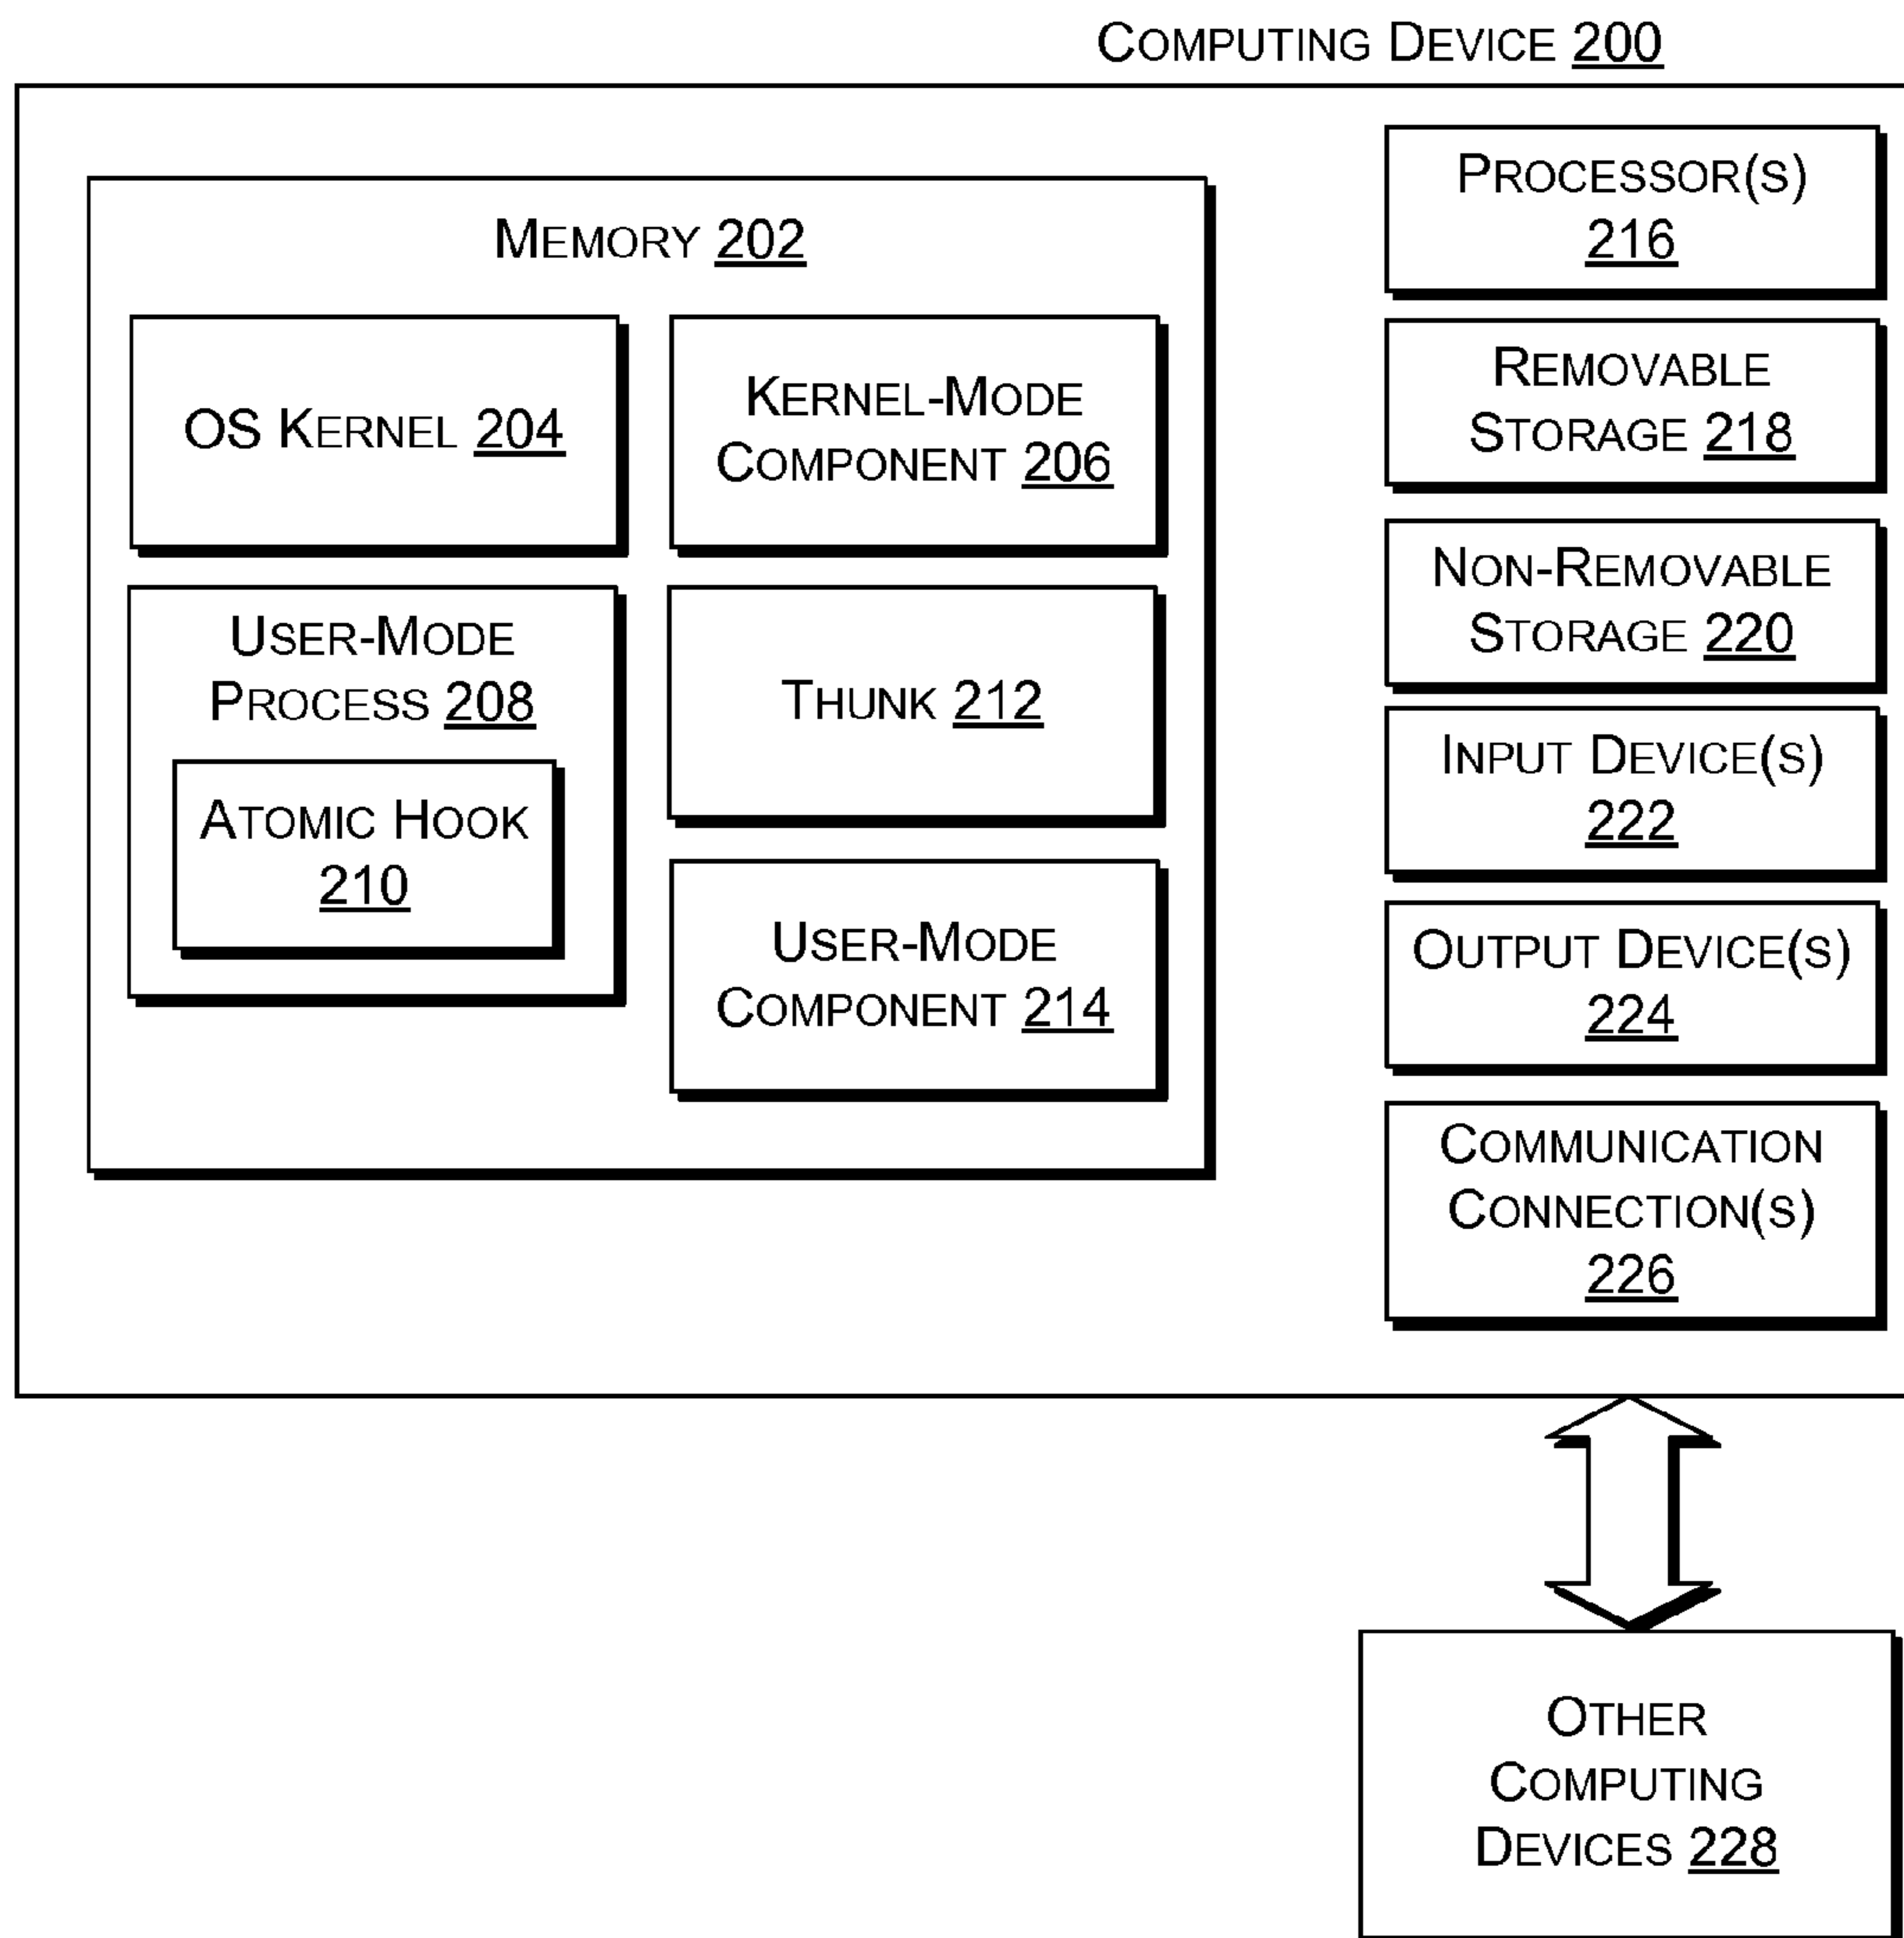 COMPUTING DEVICE 200
MEMORY 202
OS KERNEL 204
KERNEL-MODE
COMPONENT 206
USER-MODE
PROCESS 208
ATOMIC HOOK
210
THUNK 212
USER-MODE
COMPONENT 214
PROCESSOR(S)
216
REMOVABLE
STORAGE 218
NON-REMOVABLE
STORAGE 220
INPUT DEVICE(S)
222
OUTPUT DEVICE(S)
224
COMMUNICATION
CONNECTION(S)
226
OTHER
COMPUTING
DEVICES 228